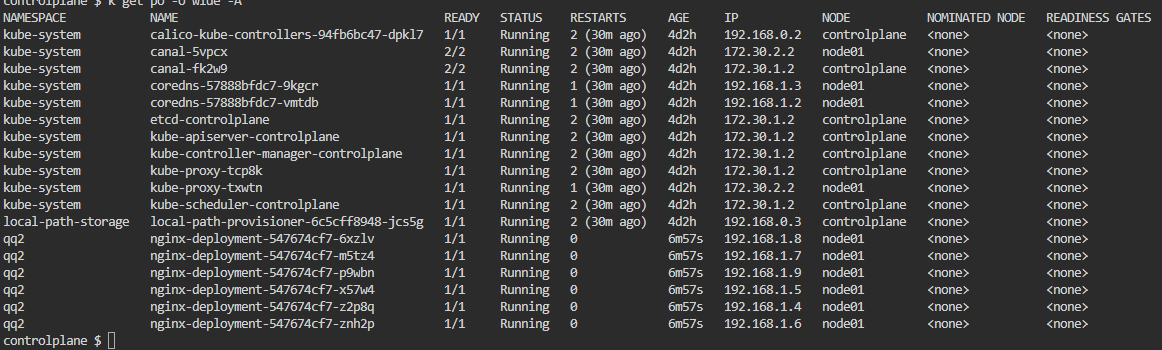 controlplane $ k get po -o wide -A
NAMESPACE NAME READY STATUS RESTARTS AGE IP NODE NOMINATED NODE READINESS GATES
kube-system calico-kube-controllers-94fb6bc47-dpkl7 1/1 Running 2 (30m ago) 4d2h 192.168.0.2 controlplane <none> <none>
kube-system canal-5vpcx 2/2 Running 2 (30m ago) 4d2h 172.30.2.2 node01 <none> <none>
kube-system canal-fk2w9 2/2 Running 2 (30m ago) 4d2h 172.30.1.2 controlplane <none> <none>
kube-system coredns-57888bfdc7-9kgcr 1/1 Running 1 (30m ago) 4d2h 192.168.1.3 node01 <none> <none>
kube-system coredns-57888bfdc7-vmtdb 1/1 Running 1 (30m ago) 4d2h 192.168.1.2 node01 <none> <none>
kube-system etcd-controlplane 1/1 Running 2 (30m ago) 4d2h 172.30.1.2 controlplane <none> <none>
kube-system kube-apiserver-controlplane 1/1 Running 2 (30m ago) 4d2h 172.30.1.2 controlplane <none> <none>
kube-system kube-controller-manager-controlplane 1/1 Running 2 (30m ago) 4d2h 172.30.1.2 controlplane <none> <none>
kube-system kube-proxy-tcp8k 1/1 Running 2 (30m ago) 4d2h 172.30.1.2 controlplane <none> <none>
kube-system kube-proxy-txwtn 1/1 Running 1 (30m ago) 4d2h 172.30.2.2 node01 <none> <none>
kube-system kube-scheduler-controlplane 1/1 Running 2 (30m ago) 4d2h 172.30.1.2 controlplane <none> <none>
local-path-storage local-path-provisioner-6c5cff8948-jcs5g 1/1 Running 2 (30m ago) 4d2h 192.168.0.3 controlplane <none> <none>
qq2 nginx-deployment-547674cf7-6xzlv 1/1 Running 0 6m57s 192.168.1.8 node01 <none> <none>
qq2 nginx-deployment-547674cf7-m5tz4 1/1 Running 0 6m57s 192.168.1.7 node01 <none> <none>
qq2 nginx-deployment-547674cf7-p9wbn 1/1 Running 0 6m57s 192.168.1.9 node01 <none> <none>
qq2 nginx-deployment-547674cf7-x57w4 1/1 Running 0 6m57s 192.168.1.5 node01 <none> <none>
qq2 nginx-deployment-547674cf7-z2p8q 1/1 Running 0 6m57s 192.168.1.4 node01 <none> <none>
qq2 nginx-deployment-547674cf7-znh2p 1/1 Running 0 6m57s 192.168.1.6 node01 <none> <none>
controlplane $